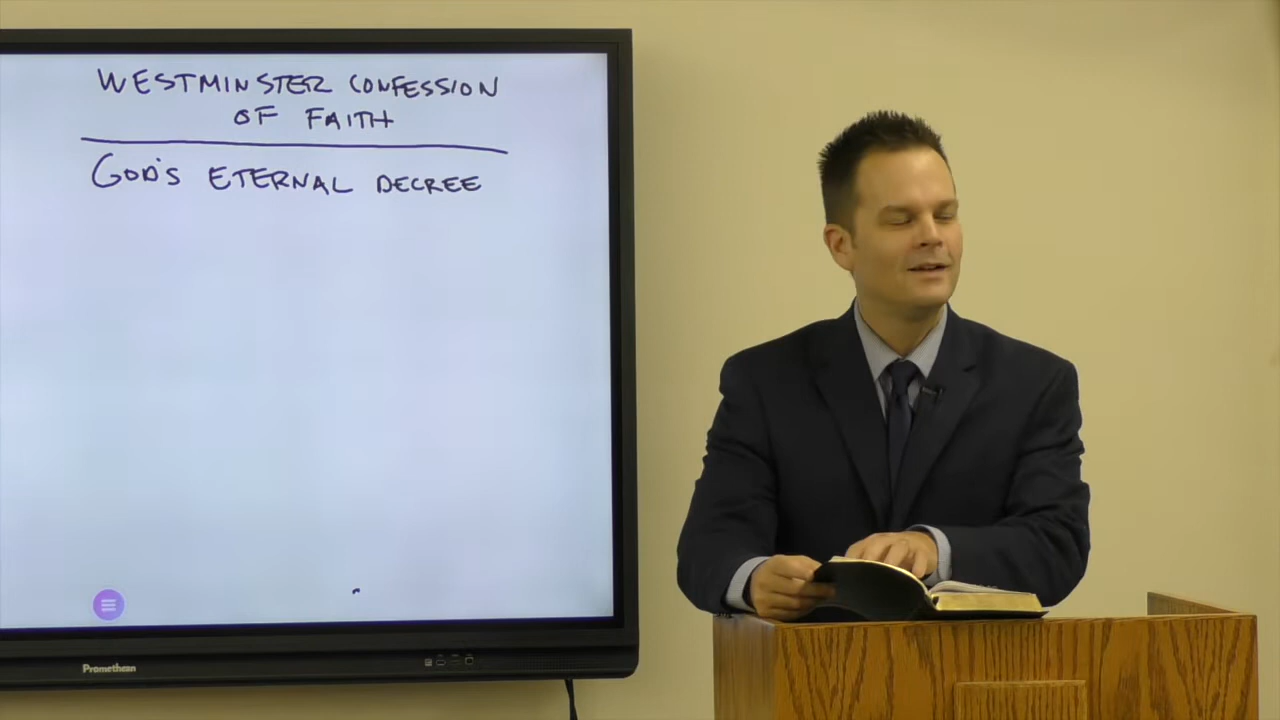 WESTMINSTER CONFESSION
OF FAITH
GOD'S ETERNAL DECREE
Promethean